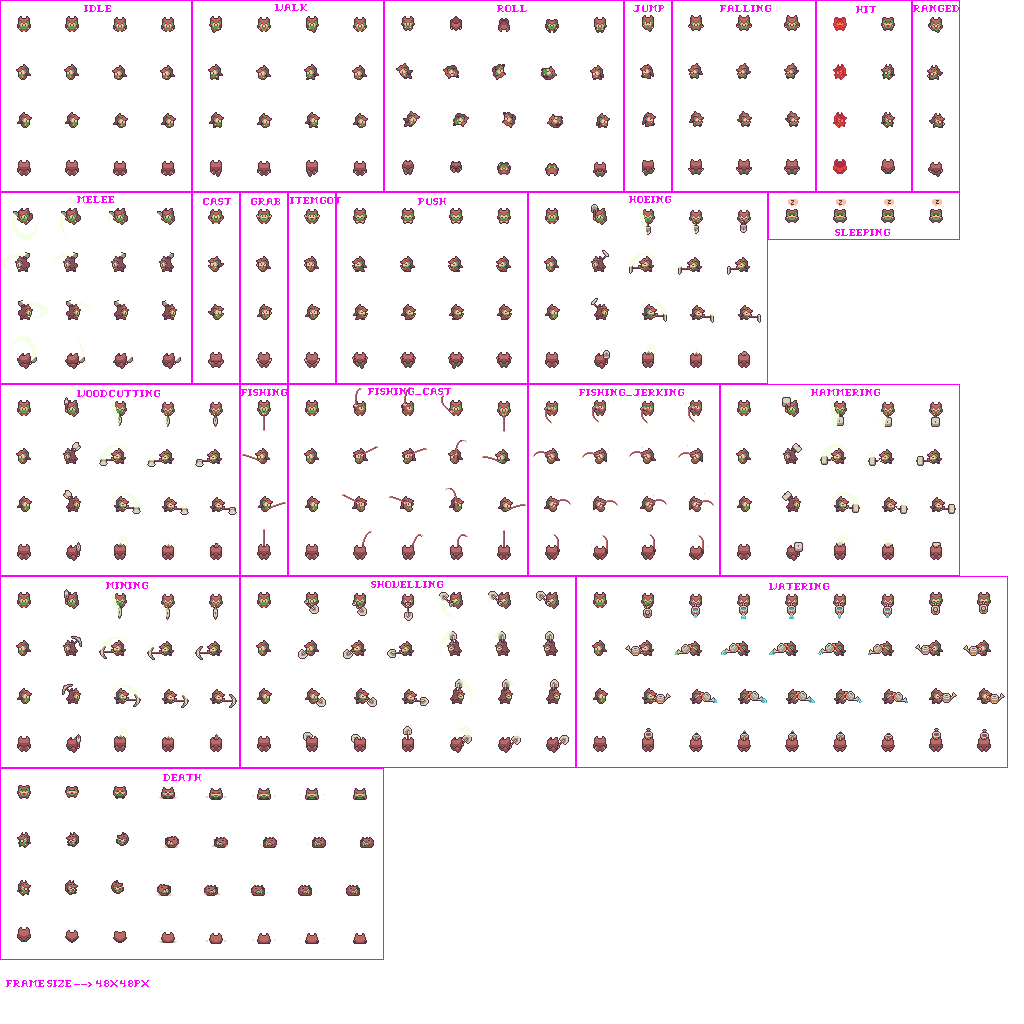 IDLE
WALK
ROLL
JUMP
FALLING
HIT
RANGED
MELEE
CAST
GRAB
ITEMGOT
PUSH
HOEING
Z
Z
Z
Z
SLEEPING
WOODCUTTING
FISHING
FISHING_CAST
FISHING_JERKING
HAMMERING
MINING
SHOVELLING
WATERING
DEATH
FRAME SIZE --> 48X48PX